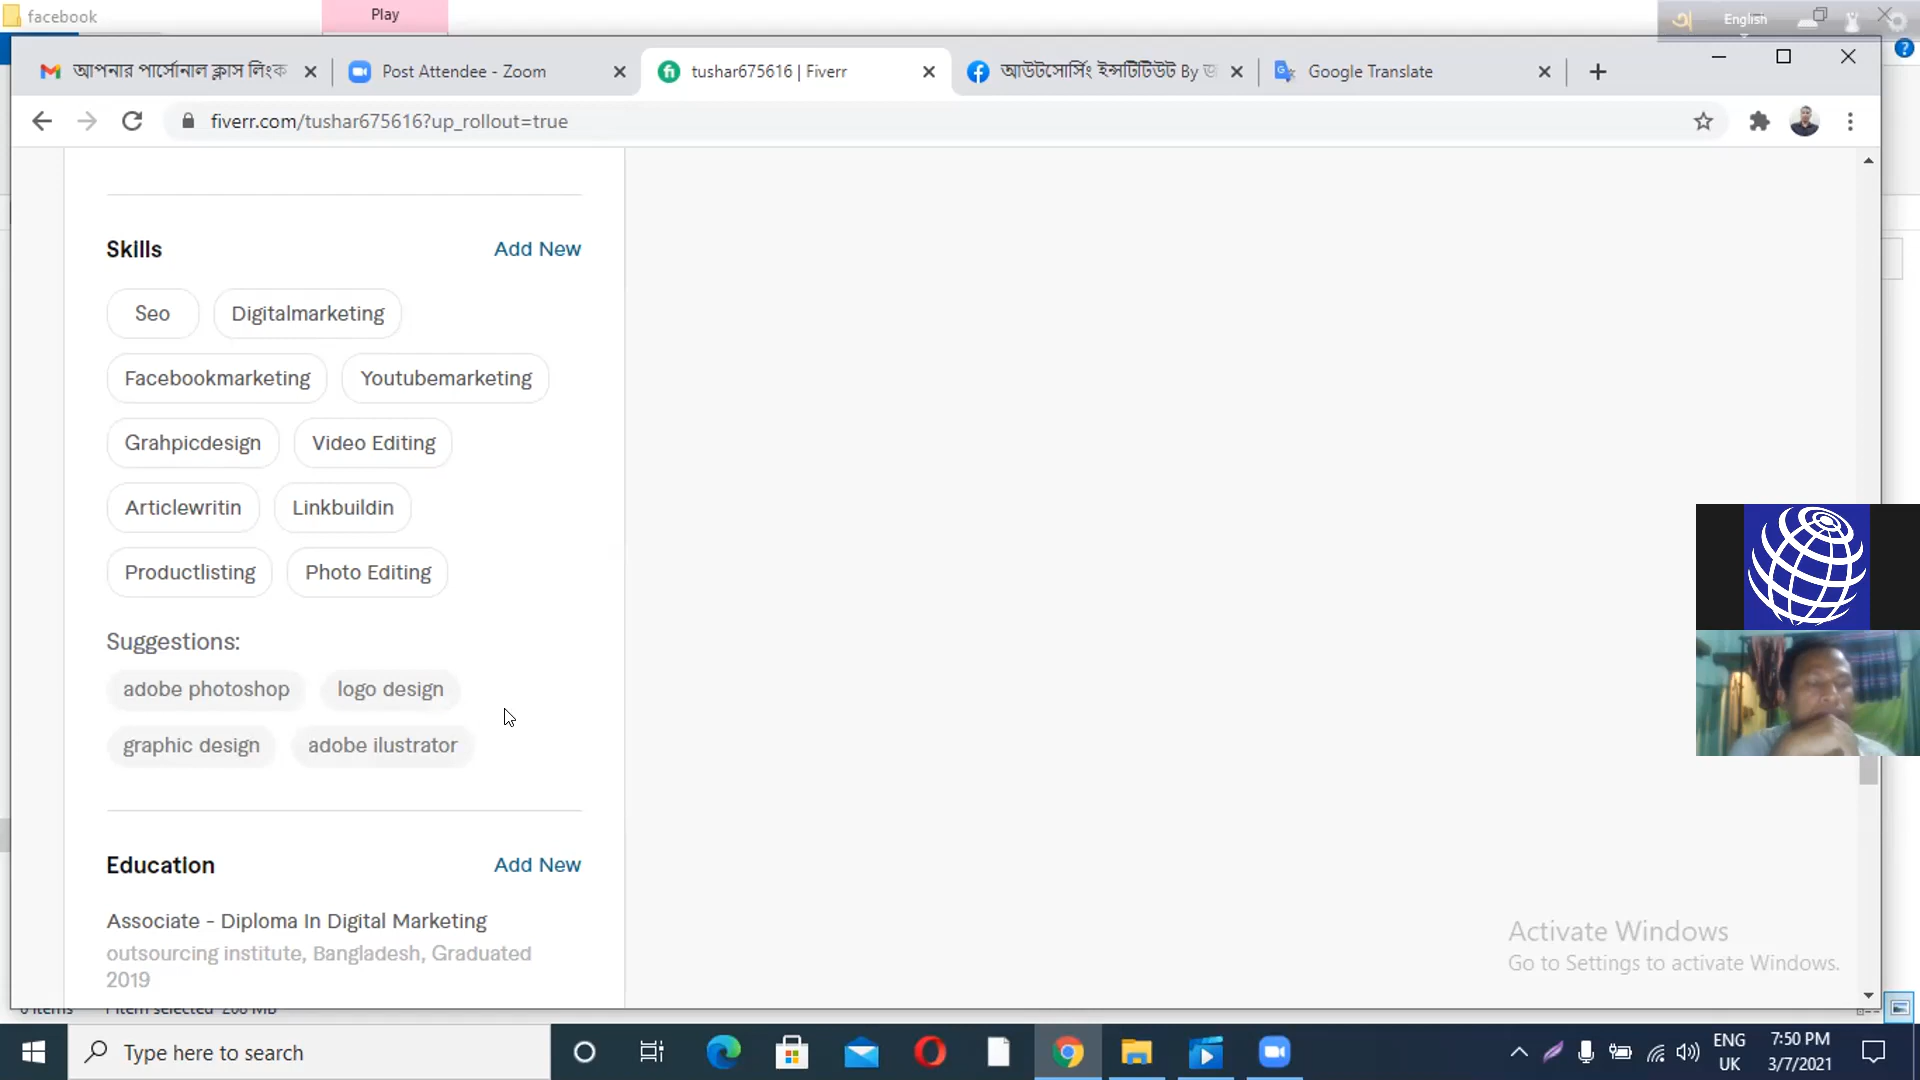 facebook
Play
English
আপনার পার্সোনাল ক্লাস লিংক
Post Attendee - Zoom
tushar675616 | Fiverr
আউটসোর্সিং ইন্সটিটিউট By জ
Google Translate
fiverr.com/tushar675616?up_rollout=true
Skills
Add New
Seo
Digitalmarketing
Facebookmarketing
Youtubemarketing
Grahpicdesign
Video Editing
Articlewritin
Linkbuildin
Productlisting
Photo Editing
Suggestions:
adobe photoshop
logo design
graphic design
adobe ilustrator
Education
Add New
Associate - Diploma In Digital Marketing
outsourcing institute, Bangladesh, Graduated
2019
Activate Windows
Go to Settings to activate Windows.
Type here to search
ENG
UK
7:50 PM
3/7/2021